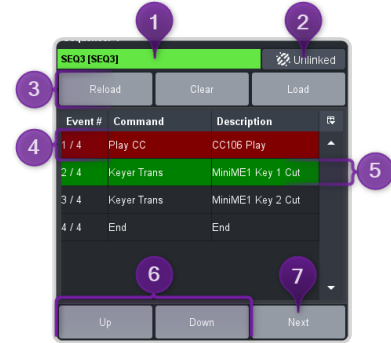 1
2
SEQ3 [SEQ3]
Unlinked
3
Reload Clear Load
Event # Command Description
4
1 / 4 Play CC CC106 Play
2 / 4 Keyer Trans MiniME1 Key 1 Cut
5
3 / 4 Keyer Trans MiniME1 Key 2 Cut
4 / 4 End End
6
7
Up Down Next